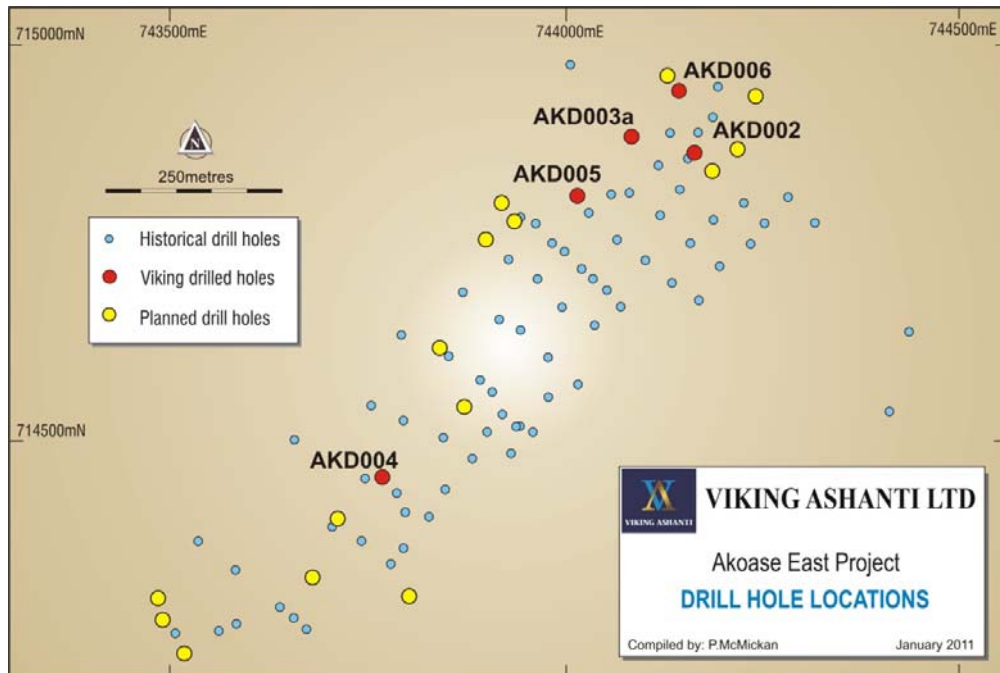 743500mE
744000mE
744500mE
715000mN
AKD006
AKD003a
AKD002
N
AKD005
250metres
Historical drill holes
Viking drilled holes
Planned drill holes
714500mN
AKD004
VIKING ASHANTI
VIKING ASHANTI LTD
Akoase East Project
DRILL HOLE LOCATIONS
Compiled by: P.McMickan
January 2011